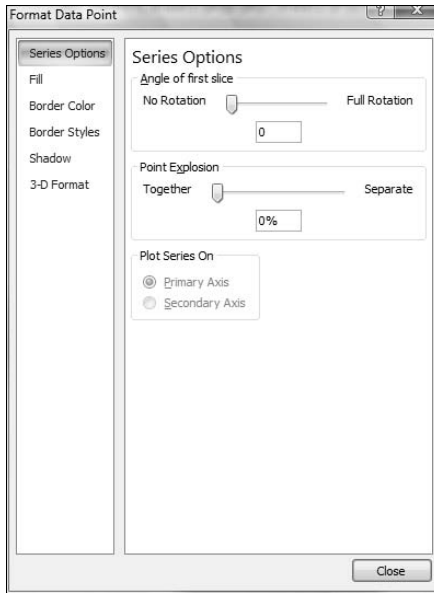 Format Data Point
Series Options
Fill
Border Color
Border Styles
Shadow
3-D Format
Series Options
Angle of first slice
No Rotation Full Rotation
0
Point Explosion
Together Separate
0%
Plot Series On
Primary Axis
Secondary Axis
Close